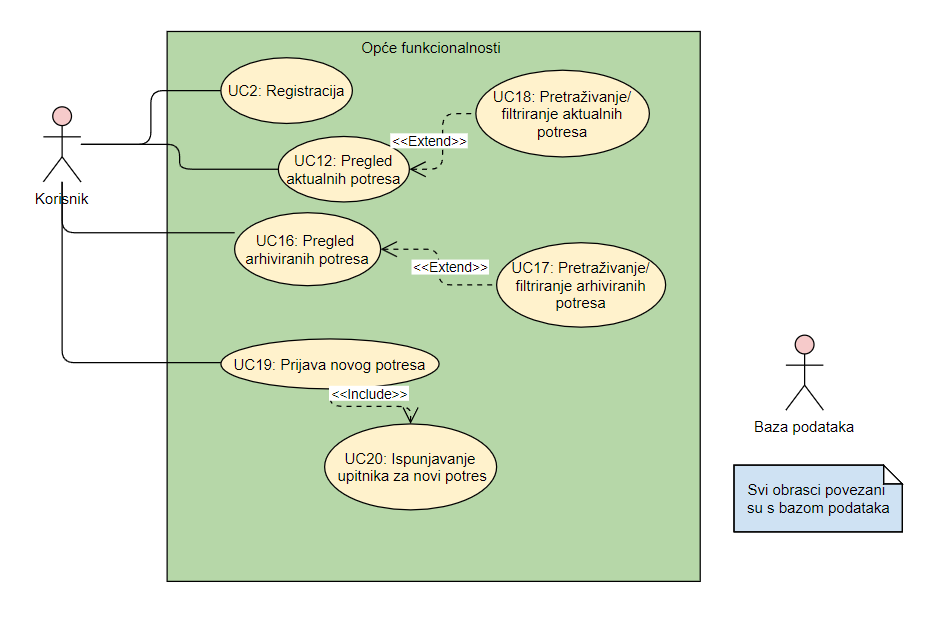 Opće funkcionalnosti
Korisnik
UC2: Registracija
UC18: Pretraživanje/
filtriranje aktualnih
potresa
<<Extend>>
UC12: Pregled
aktualnih potresa
UC16: Pregled
arhiviranih potresa
<<Extend>>
UC17: Pretraživanje/
filtriranje arhiviranih
potresa
UC19: Prijava novog potresa
<<Include>>
UC20: Ispunjavanje
upitnika za novi potres
Baza podataka
Svi obrasci povezani
su s bazom podataka